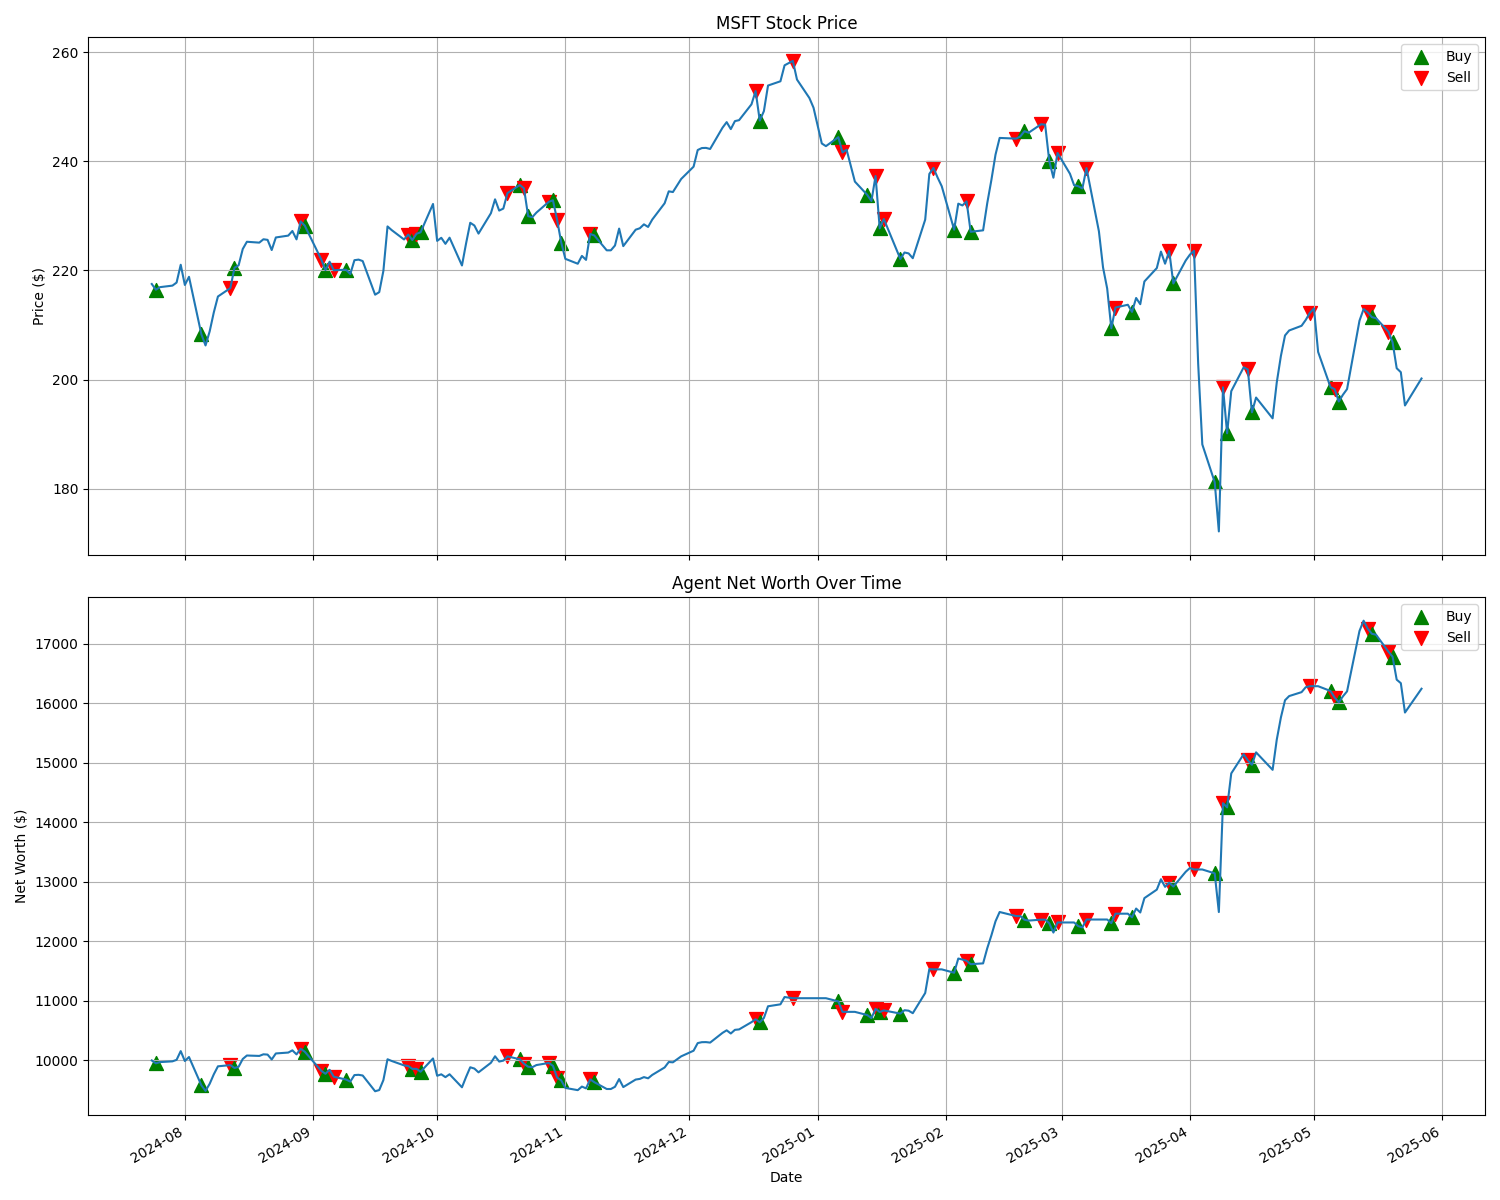 MSFT Stock Price
Price ($)
260
240
220
200
180
Buy
Sell
Agent Net Worth Over Time
Net Worth ($)
17000
16000
15000
14000
13000
12000
11000
10000
Buy
Sell
2024-08
2024-09
2024-10
2024-11
2024-12
2025-01
2025-02
2025-03
2025-04
2025-05
2025-06
Date